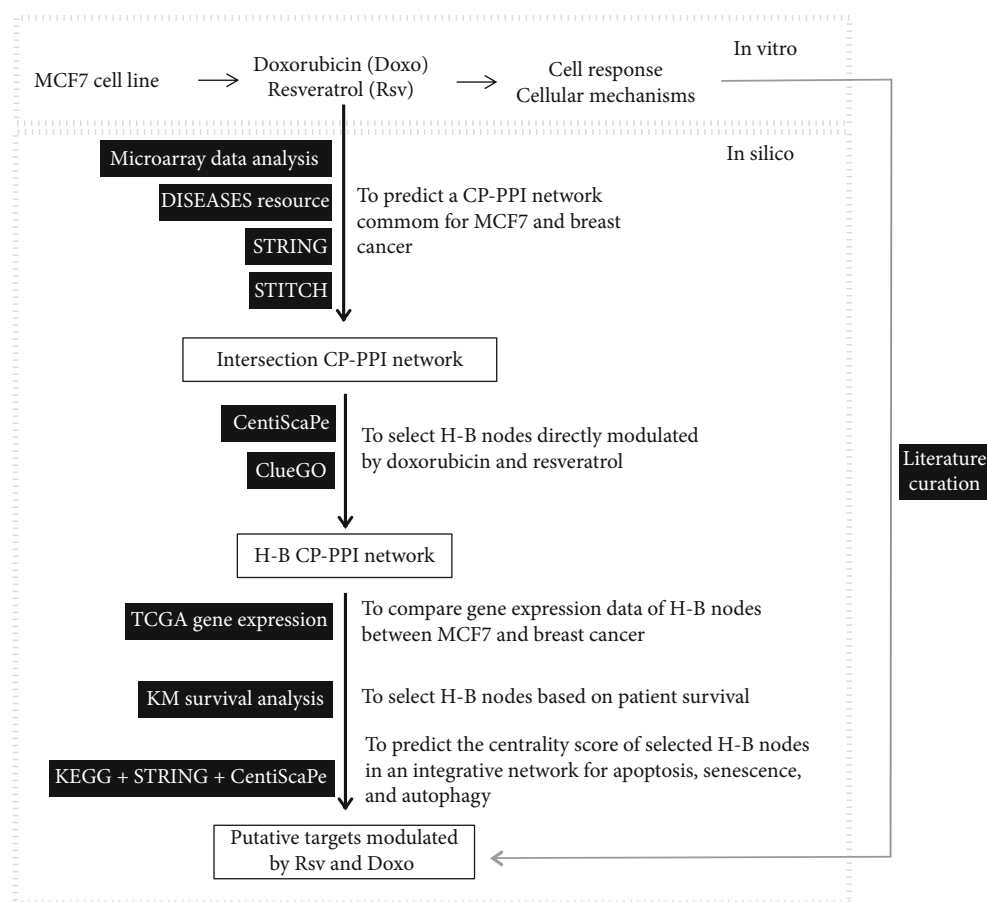 In vitro
MCF7 cell line
Doxorubicin (Doxo)
Resveratrol (Rsv)
Cell response
Cellular mechanisms
In silico
Microarray data analysis
DISEASES resource
STRING
STITCH
To predict a CP-PPI network
commom for MCF7 and breast
cancer
Intersection CP-PPI network
CentiScaPe
ClueGO
To select H-B nodes directly modulated
by doxorubicin and resveratrol
Literature
curation
H-B CP-PPI network
TCGA gene expression
To compare gene expression data of H-B nodes
between MCF7 and breast cancer
KM survival analysis
To select H-B nodes based on patient survival
KEGG + STRING + CentiScaPe
To predict the centrality score of selected H-B nodes
in an integrative network for apoptosis, senescence,
and autophagy
Putative targets modulated
by Rsv and Doxo